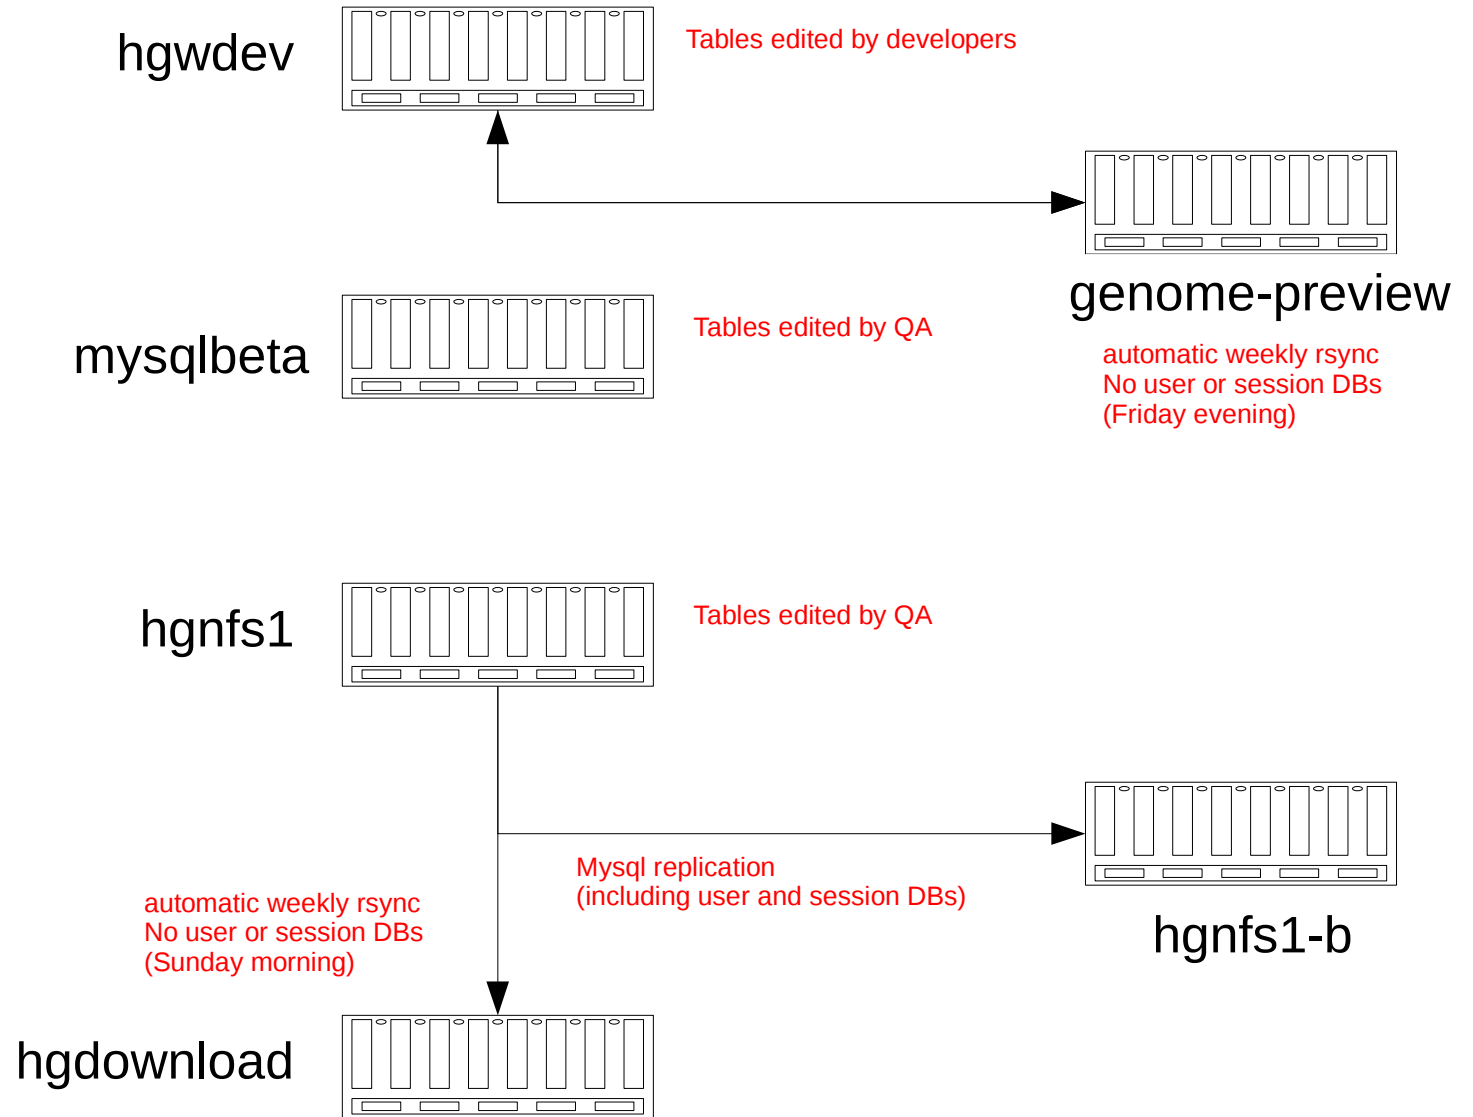 hgwdev
Tables edited by developers
genome-preview
automatic weekly rsync
No user or session DBs
(Friday evening)
mysqlbeta
Tables edited by QA
hgnfs1
Tables edited by QA
Mysql replication
(including user and session DBs)
hgnfs1-b
automatic weekly rsync
No user or session DBs
(Sunday morning)
hgdownload